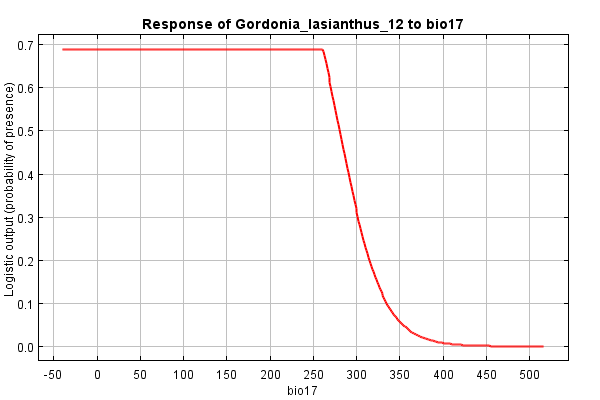 Response of Gordonia_lasianthus_12 to bio17
Logistic output (probability of presence)
0.7
0.6
0.5
0.4
0.3
0.2
0.1
0.0
-50 0 50 100 150 200 250 300 350 400 450 500
bio17